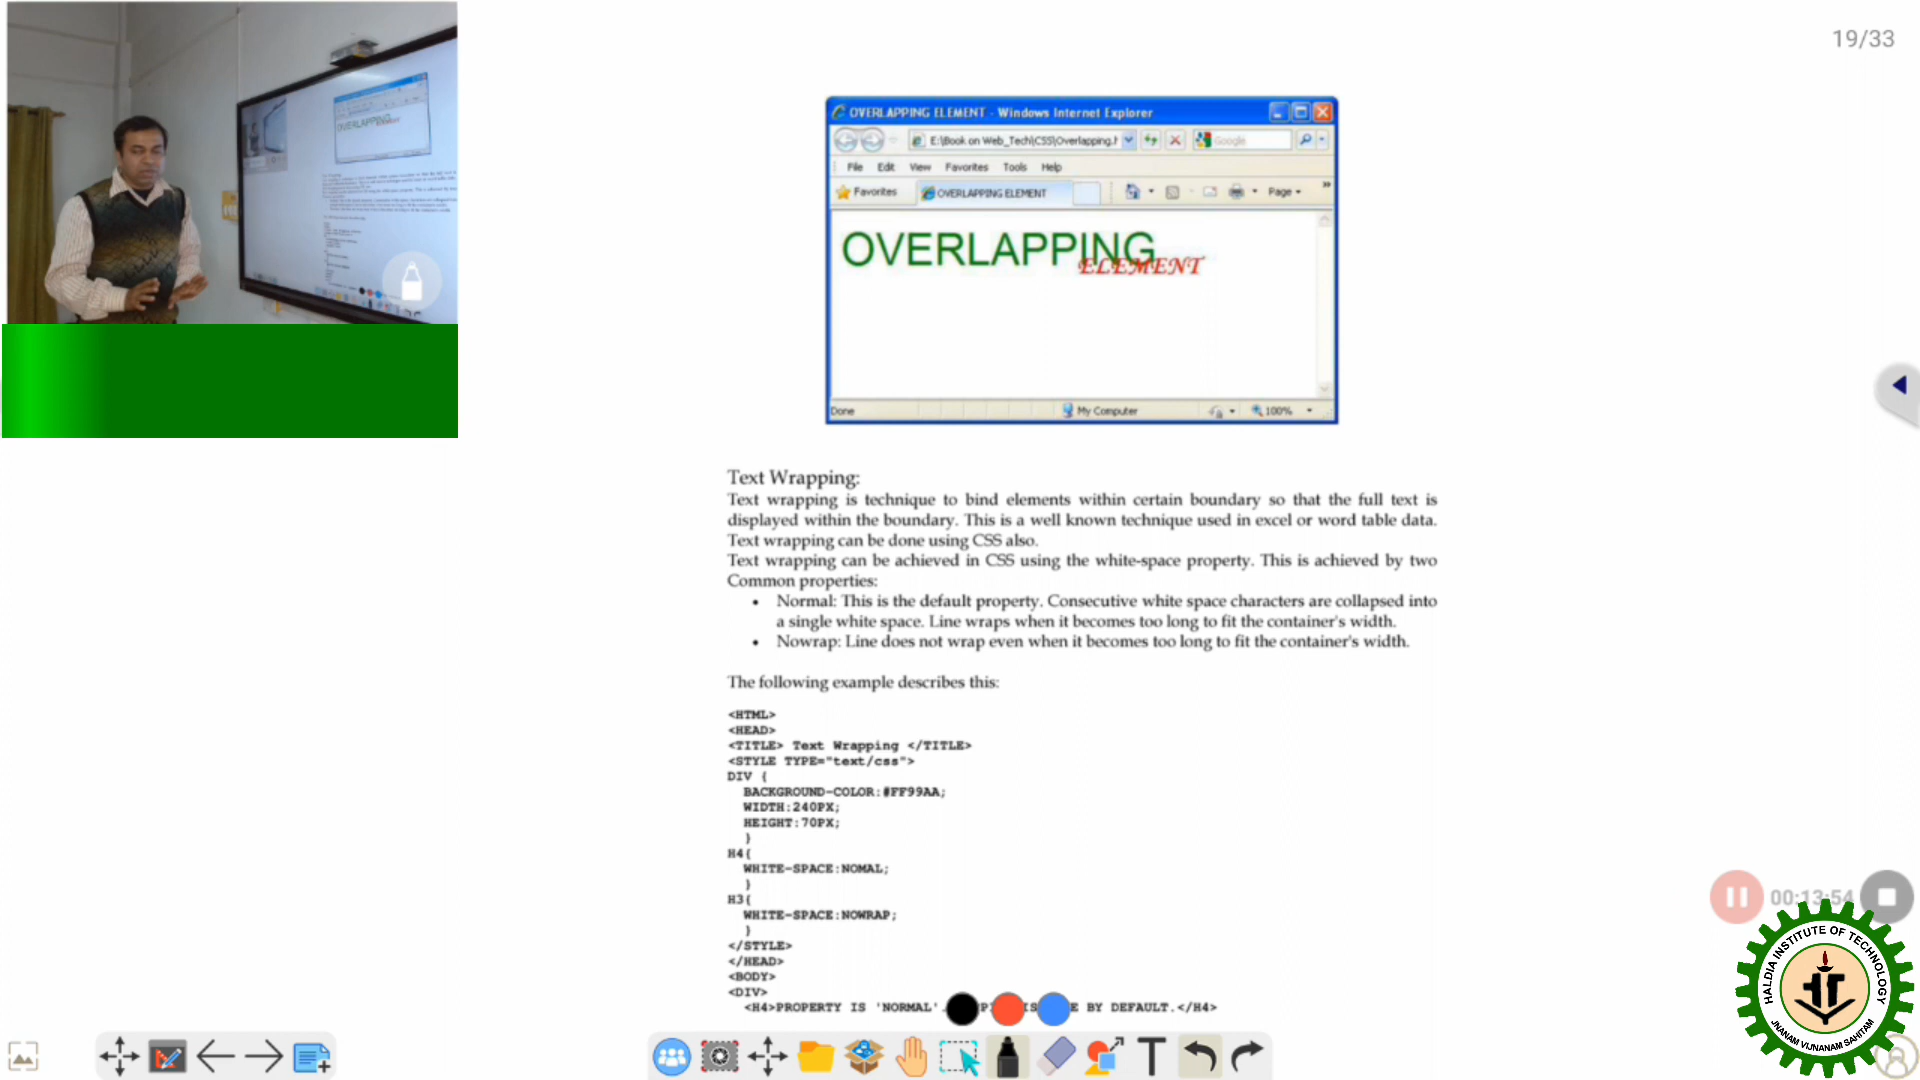 19/33
OVERLAPPING ELEMENT - Windows Internet Explorer
E:\Book on Web_Tech\CSS\Overlapping.h
Google
File Edit View Favorites Tools Help
Favorites OVERLAPPING ELEMENT Page
OVERLAPPING
ELEMENT
Done My Computer 100%
Text Wrapping:
Text wrapping is technique to bind elements within certain boundary so that the full text is
displayed within the boundary. This is a well known technique used in excel or word table data.
Text wrapping can be done using CSS also.
Text wrapping can be achieved in CSS using the white-space property. This is achieved by two
Common properties:
• Normal: This is the default property. Consecutive white space characters are collapsed into
a single white space. Line wraps when it becomes too long to fit the container's width.
• Nowrap: Line does not wrap even when it becomes too long to fit the container's width.
The following example describes this:
<HTML>
<HEAD>
<TITLE> Text Wrapping </TITLE>
<STYLE TYPE="text/css">
DIV {
BACKGROUND-COLOR:#FF99AA;
WIDTH:240PX;
HEIGHT:70PX;
}
H4{
WHITE-SPACE:NOMAL;
}
H3{
WHITE-SPACE:NOWRAP;
}
</STYLE>
</HEAD>
<BODY>
<DIV>
<H4>PROPERTY IS 'NORMAL'. BY DEFAULT.</H4>
00:13:54
HALDIA INSTITUTE OF TECHNOLOGY
JNANAM VIJNANAM SAHITAM